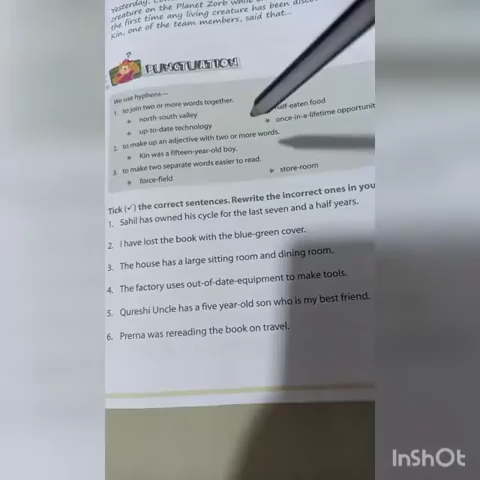 Yesterday,
creature on the Planet Zorb while
the first time any living creature has been
Kin, one of the team members, said that...
PUNCTUATION
We use hyphens—
1. to join two or more words together.
north-south valley
half-eaten food
up-to-date technology
once-in-a-lifetime opportunit
2. to make up an adjective with two or more words.
Kin was a fifteen-year-old boy.
3. to make two separate words easier to read.
force-field
store-room
Tick (✓) the correct sentences. Rewrite the incorrect ones in you
1. Sahil has owned his cycle for the last seven and a half years.
2. I have lost the book with the blue-green cover.
3. The house has a large sitting room and dining room.
4. The factory uses out-of-date-equipment to make tools.
5. Qureshi Uncle has a five year-old son who is my best friend.
6. Prerna was rereading the book on travel.
InShOt